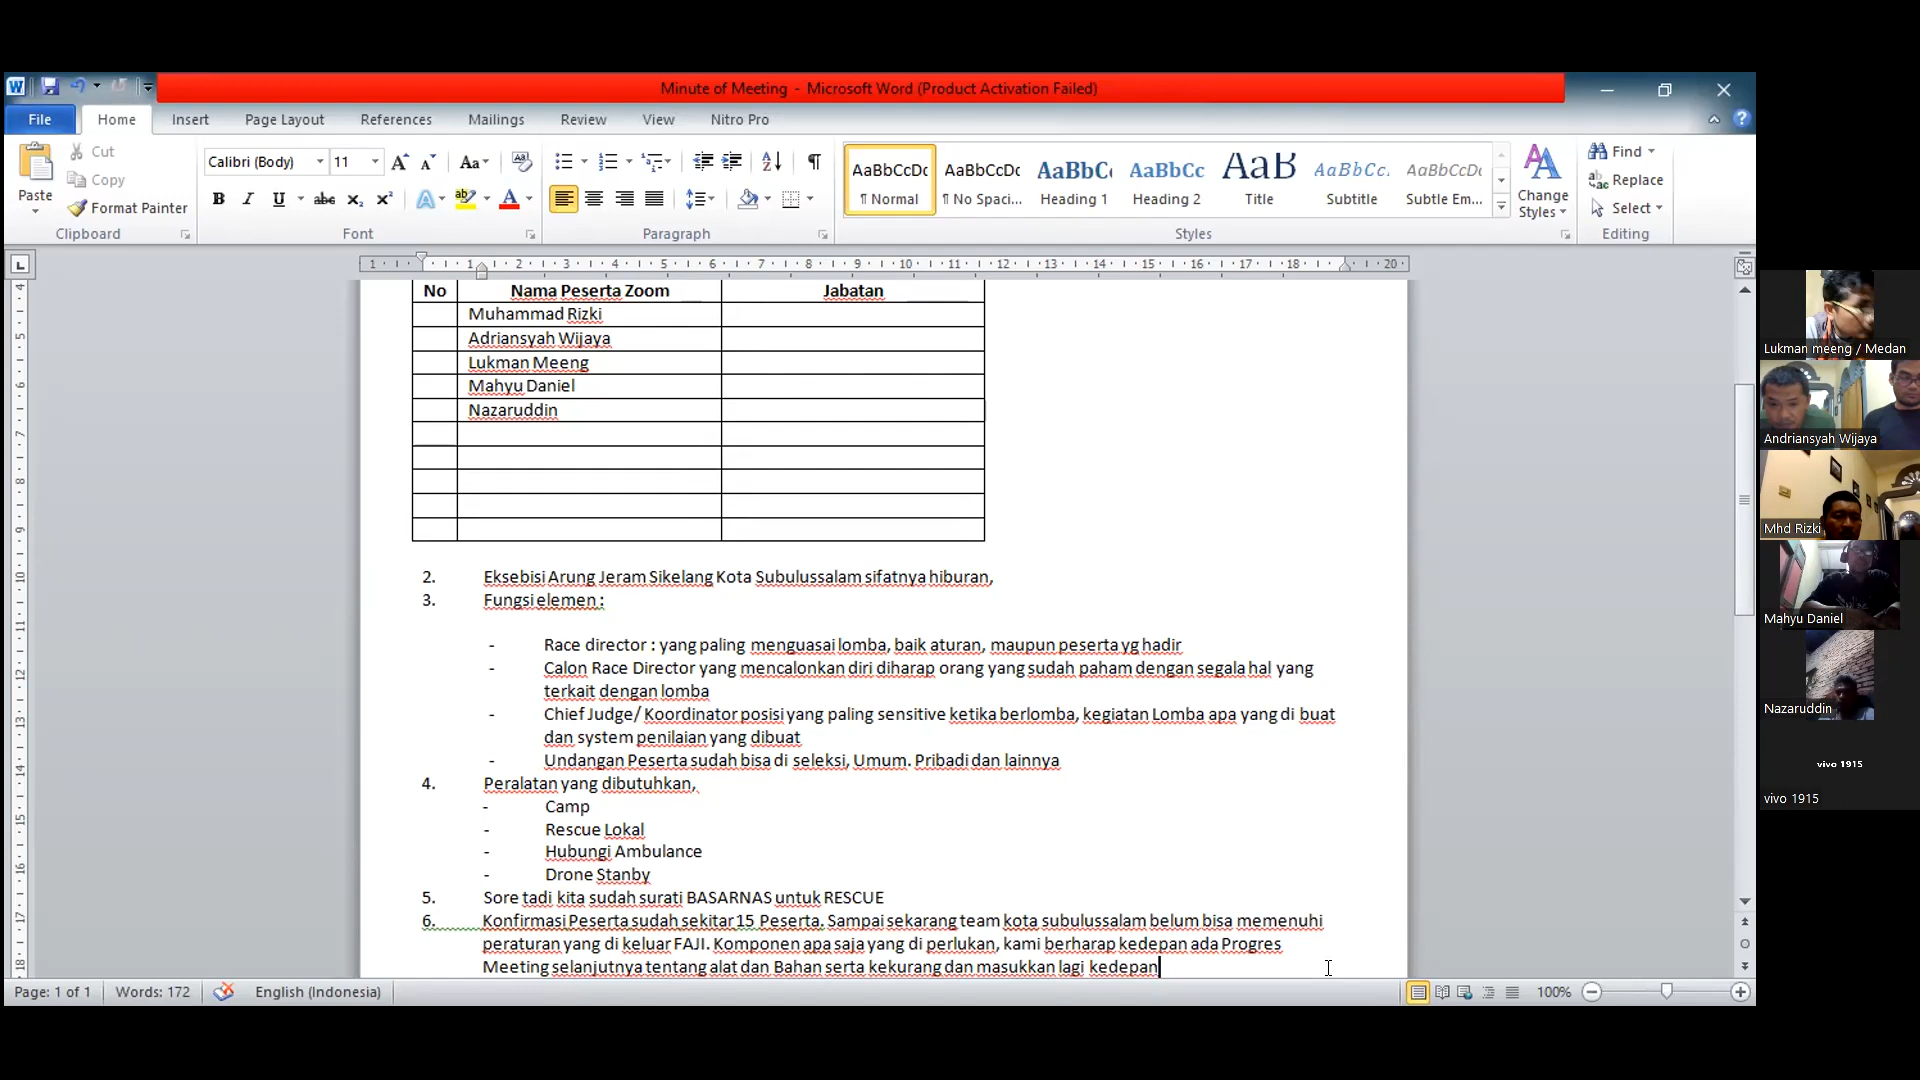 Minute of Meeting - Microsoft Word (Product Activation Failed)
File Home Insert Page Layout References Mailings Review View Nitro Pro
Paste
Cut
Copy
Format Painter
Clipboard
Calibri (Body) 11
Font
Paragraph
AaBbCcDc AaBbCcDc AaBbC AaBbCc AaB AaBbCc. AaBbCcDc
¶ Normal ¶ No Spaci... Heading 1 Heading 2 Title Subtitle Subtle Em...
Styles
Change
Styles
Find
Replace
Select
Editing
No Nama Peserta Zoom Jabatan
Muhammad Rizki
Adriansyah Wijaya
Lukman Meeng
Mahyu Daniel
Nazaruddin
2. Eksebisi Arung Jeram Sikelang Kota Subulussalam sifatnya hiburan,
3. Fungsi elemen :
- Race director : yang paling menguasai lomba, baik aturan, maupun peserta yg hadir
- Calon Race Director yang mencalonkan diri diharap orang yang sudah paham dengan segala hal yang
terkait dengan lomba
- Chief Judge/ Koordinator posisi yang paling sensitive ketika berlomba, kegiatan Lomba apa yang di buat
dan system penilaian yang dibuat
- Undangan Peserta sudah bisa di seleksi, Umum. Pribadi dan lainnya
4. Peralatan yang dibutuhkan,
- Camp
- Rescue Lokal
- Hubungi Ambulance
- Drone Stanby
5. Sore tadi kita sudah surati BASARNAS untuk RESCUE
6. Konfirmasi Peserta sudah sekitar 15 Peserta. Sampai sekarang team kota subulussalam belum bisa memenuhi
peraturan yang di keluar FAJI. Komponen apa saja yang di perlukan, kami berharap kedepan ada Progres
Meeting selanjutnya tentang alat dan Bahan serta kekurang dan masukkan lagi kedepan
Page: 1 of 1 Words: 172 English (Indonesia) 100%
Lukman meeng / Medan
Andriansyah Wijaya
Mhd Rizki
Mahyu Daniel
Nazaruddin
vivo 1915
vivo 1915